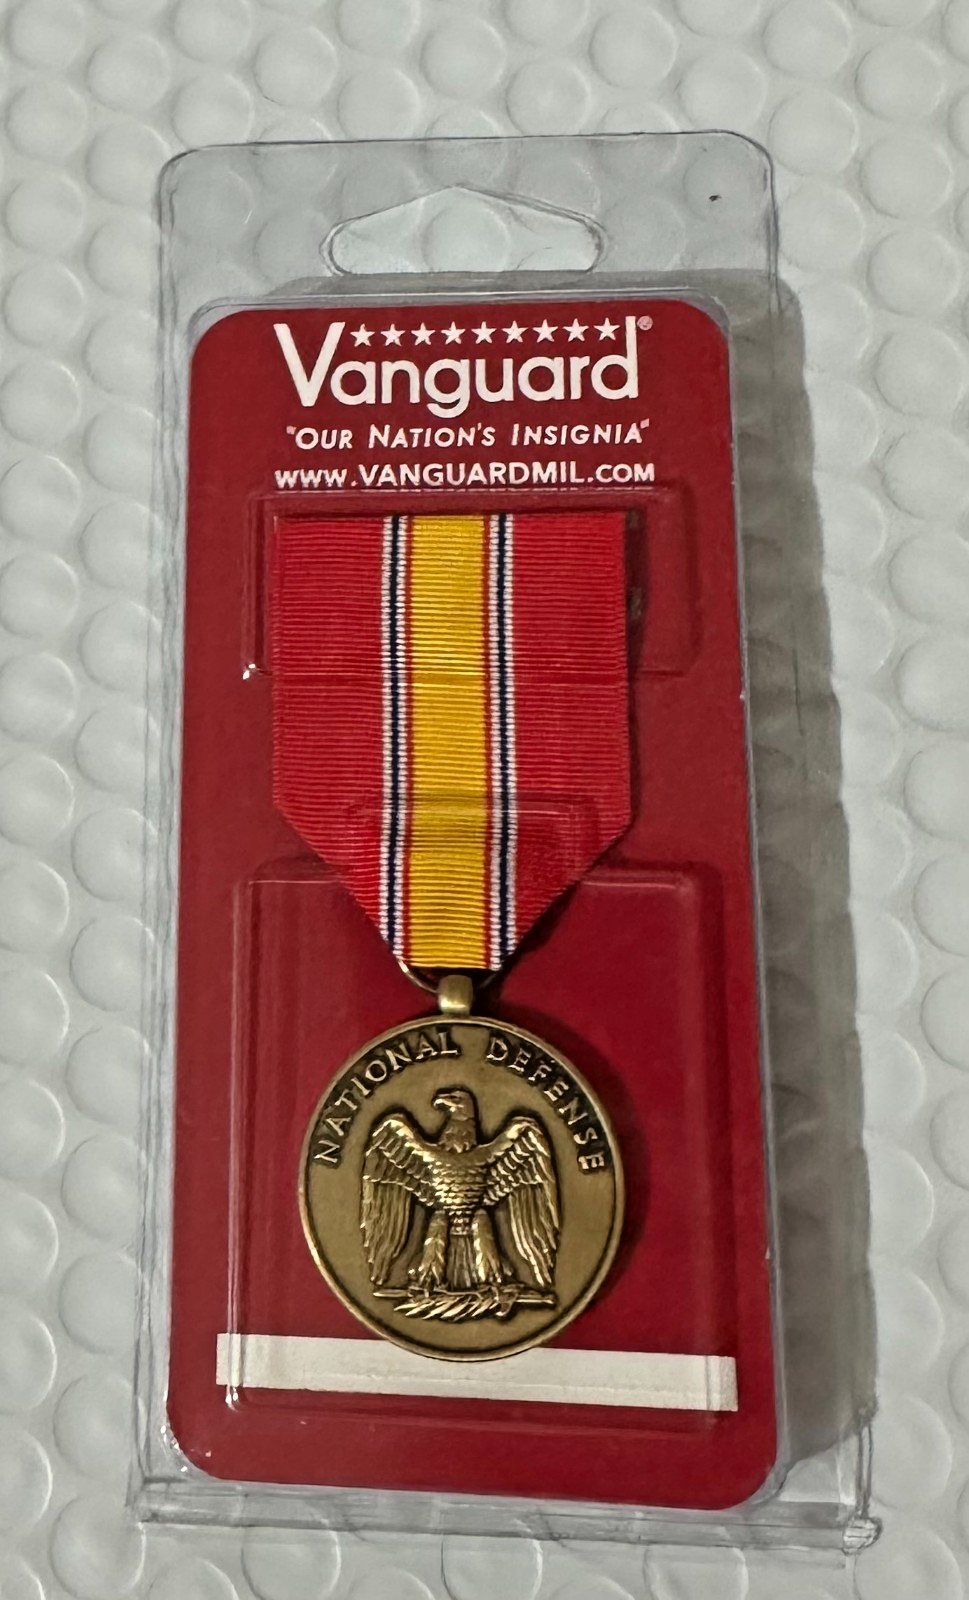 Vanguard®
"OUR NATION'S INSIGNIA"
WWW.VANGUARDMIL.COM
NATIONAL DEFENSE